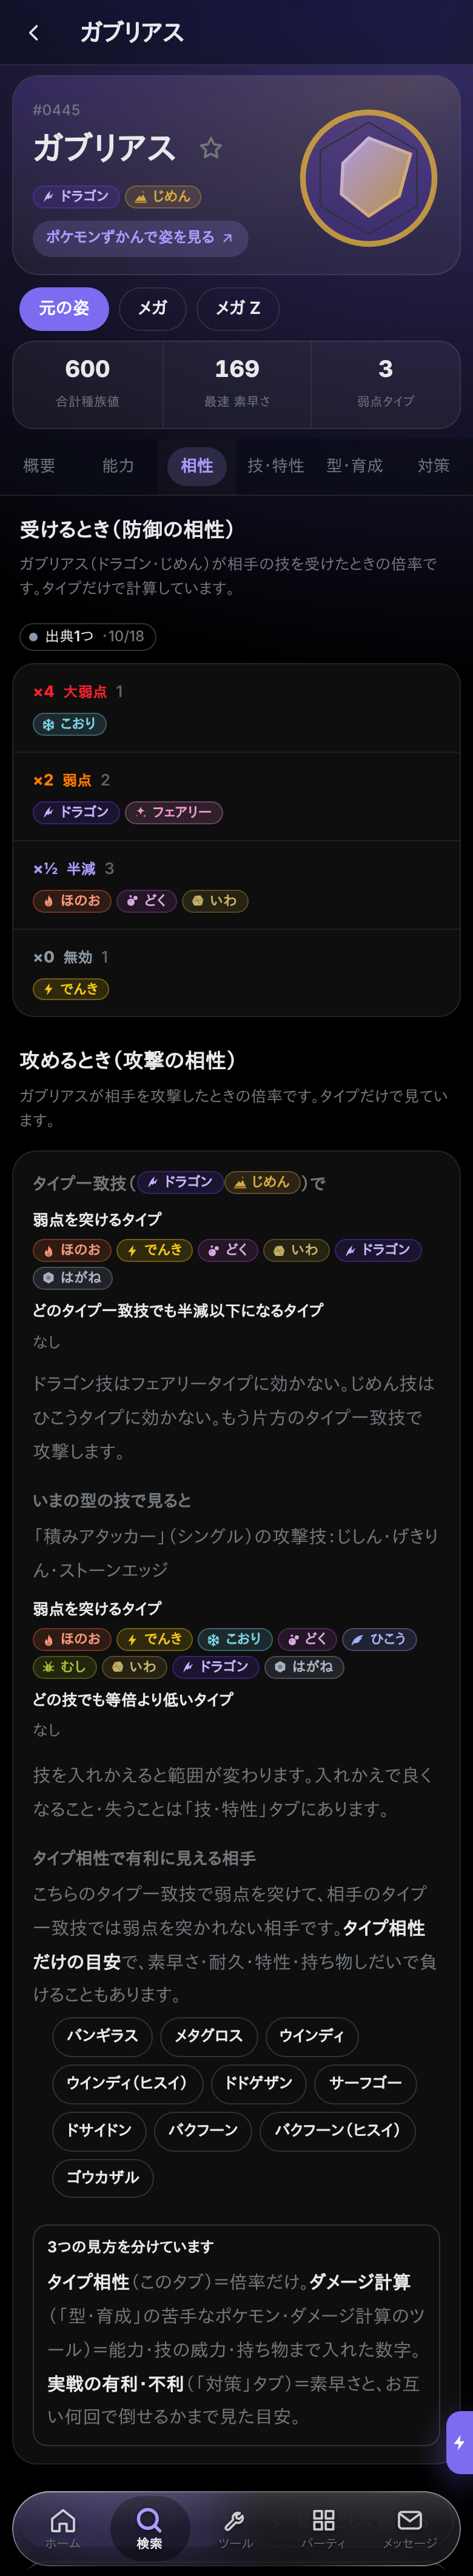 ガブリアス
#0445
ガブリアス
ドラゴン じめん
ポケモンずかんで姿を見る ↗
元の姿 メガ メガ Z
600 169 3
合計種族値 最速 素早さ 弱点タイプ
概要 能力 相性 技・特性 型・育成 対策
受けるとき（防御の相性）
ガブリアス（ドラゴン・じめん）が相手の技を受けたときの倍率で
す。タイプだけで計算しています。
出典1つ ·10/18
×4 大弱点 1
こおり
×2 弱点 2
ドラゴン フェアリー
×½ 半減 3
ほのお どく いわ
×0 無効 1
でんき
攻めるとき（攻撃の相性）
ガブリアスが相手を攻撃したときの倍率です。タイプだけで見てい
ます。
タイプ一致技（ドラゴン じめん）で
弱点を突けるタイプ
ほのお でんき どく いわ ドラゴン
はがね
どのタイプ一致技でも半減以下になるタイプ
なし
ドラゴン技はフェアリータイプに効かない。じめん技は
ひこうタイプに効かない。もう片方のタイプ一致技で
攻撃します。
いまの型の技で見ると
「積みアタッカー」（シングル）の攻撃技：じしん・げきり
ん・ストーンエッジ
弱点を突けるタイプ
ほのお でんき こおり どく ひこう
むし いわ ドラゴン はがね
どの技でも等倍より低いタイプ
なし
技を入れかえると範囲が変わります。入れかえで良く
なること・失うことは「技・特性」タブにあります。
タイプ相性で有利に見える相手
こちらのタイプ一致技で弱点を突けて、相手のタイプ
一致技では弱点を突かれない相手です。タイプ相性
だけの目安で、素早さ・耐久・特性・持ち物しだいで負
けることもあります。
バンギラス メタグロス ウインディ
ウインディ（ヒスイ） ドドゲザン サーフゴー
ドサイドン バクフーン バクフーン（ヒスイ）
ゴウカザル
3つの見方を分けています
タイプ相性（このタブ）＝倍率だけ。ダメージ計算
（「型・育成」の苦手なポケモン・ダメージ計算のツ
ール）＝能力・技の威力・持ち物まで入れた数字。
実戦の有利・不利（「対策」タブ）＝素早さと、お互
い何回で倒せるかまで見た目安。
ホーム 検索 ツール パーティ メッセージ